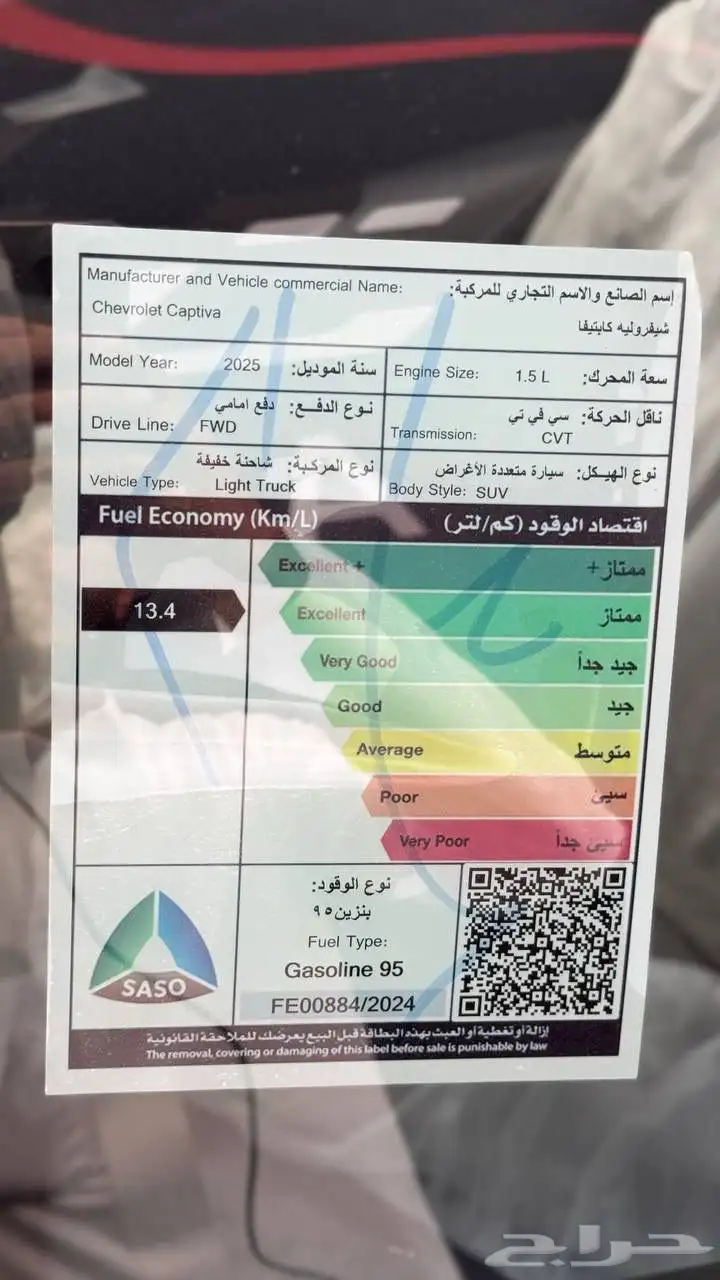 Manufacturer and Vehicle commercial Name: إسم الصانع والاسم التجاري للمركبة:
Chevrolet Captiva شيفروليه كابتيفا
Model Year: 2025 سنة الموديل:
Engine Size: 1.5 L سعة المحرك:
نوع الدفـــع: دفع امامي
Drive Line: FWD
ناقل الحركة: سي في تي
Transmission: CVT
نوع المركبة: شاحنة خفيفة
Vehicle Type: Light Truck
نوع الهيـكل: سيارة متعددة الأغراض
Body Style: SUV
Fuel Economy (Km/L) اقتصاد الوقود (كم/لتر)
Excellent + ممتاز+
13.4
Excellent ممتاز
Very Good جيد جداً
Good جيد
Average متوسط
Poor سيئ
Very Poor سيئ جداً
نوع الوقود:
بنزين ٩٥
Fuel Type:
Gasoline 95
FE00884/2024
SASO
إزالة أو تغطية أو العبث بهذه البطاقة قبل البيع يعرضك للملاحقة القانونية
The removal, covering or damaging of this label before sale is punishable by law
حراج